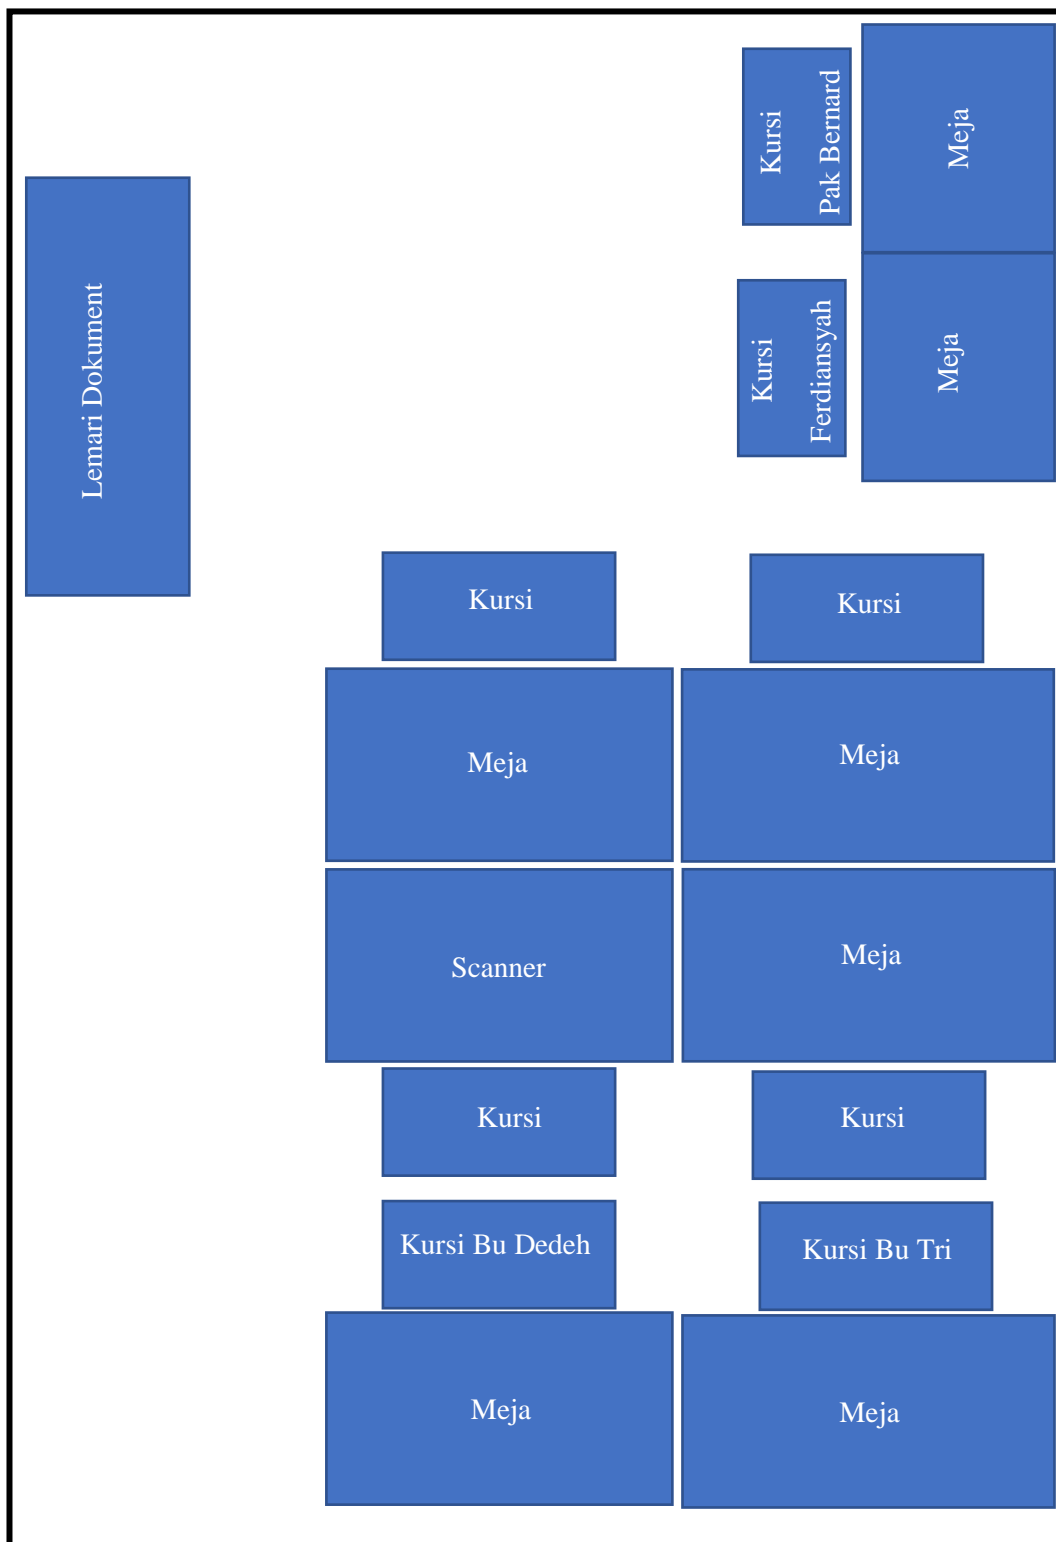 Kursi
Pak Bernard
Meja
Lemari Dokument
Kursi
Ferdiansyah
Meja
Kursi
Kursi
Meja
Meja
Scanner
Meja
Kursi
Kursi
Kursi Bu Dedeh
Kursi Bu Tri
Meja
Meja